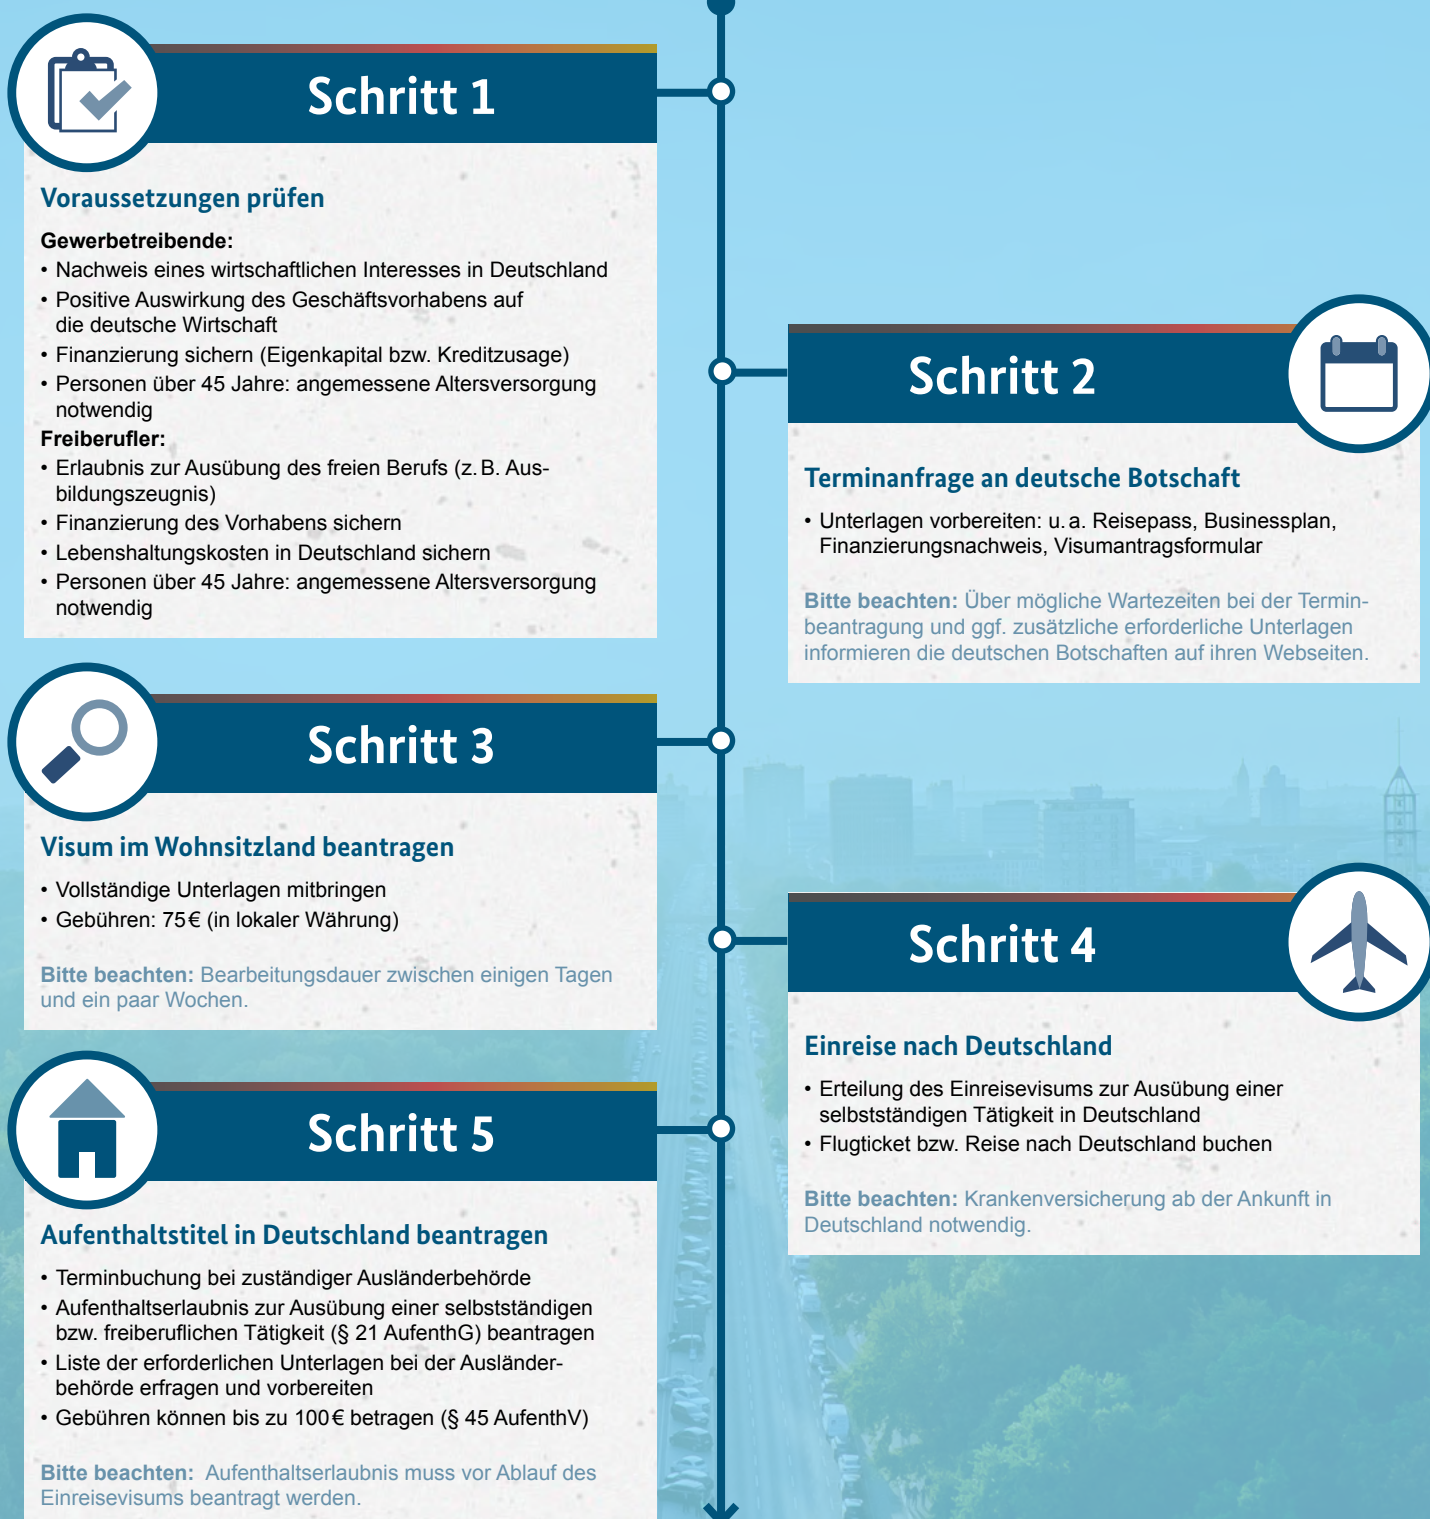 Schritt 1
Voraussetzungen prüfen
Gewerbetreibende:
• Nachweis eines wirtschaftlichen Interesses in Deutschland
• Positive Auswirkung des Geschäftsvorhabens auf
die deutsche Wirtschaft
• Finanzierung sichern (Eigenkapital bzw. Kreditzusage)
• Personen über 45 Jahre: angemessene Altersversorgung
notwendig
Freiberufler:
• Erlaubnis zur Ausübung des freien Berufs (z. B. Aus-
bildungszeugnis)
• Finanzierung des Vorhabens sichern
• Lebenshaltungskosten in Deutschland sichern
• Personen über 45 Jahre: angemessene Altersversorgung
notwendig
Schritt 2
Terminanfrage an deutsche Botschaft
• Unterlagen vorbereiten: u. a. Reisepass, Businessplan,
Finanzierungsnachweis, Visumantragsformular
Bitte beachten: Über mögliche Wartezeiten bei der Termin-
beantragung und ggf. zusätzliche erforderliche Unterlagen
informieren die deutschen Botschaften auf ihren Webseiten.
Schritt 3
Visum im Wohnsitzland beantragen
• Vollständige Unterlagen mitbringen
• Gebühren: 75 € (in lokaler Währung)
Bitte beachten: Bearbeitungsdauer zwischen einigen Tagen
und ein paar Wochen.
Schritt 4
Einreise nach Deutschland
• Erteilung des Einreisevisums zur Ausübung einer
selbstständigen Tätigkeit in Deutschland
• Flugticket bzw. Reise nach Deutschland buchen
Bitte beachten: Krankenversicherung ab der Ankunft in
Deutschland notwendig.
Schritt 5
Aufenthaltstitel in Deutschland beantragen
• Terminbuchung bei zuständiger Ausländerbehörde
• Aufenthaltserlaubnis zur Ausübung einer selbstständigen
bzw. freiberuflichen Tätigkeit (§ 21 AufenthG) beantragen
• Liste der erforderlichen Unterlagen bei der Ausländer-
behörde erfragen und vorbereiten
• Gebühren können bis zu 100 € betragen (§ 45 AufenthV)
Bitte beachten: Aufenthaltserlaubnis muss vor Ablauf des
Einreisevisums beantragt werden.